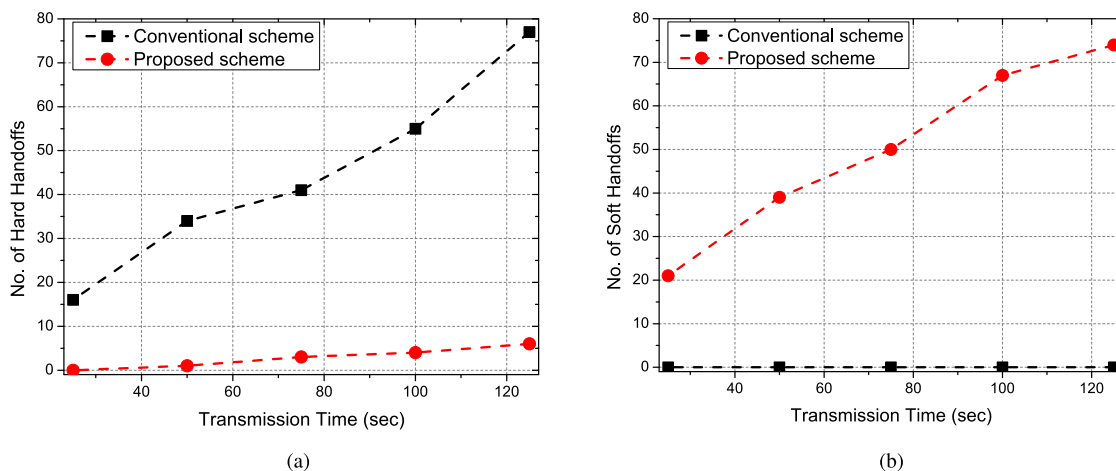 80
70
60
50
40
30
20
10
0
No. of Hard Handoffs
Conventional scheme
Proposed scheme
40 60 80 100 120
Transmission Time (sec)
(a)
80
70
60
50
40
30
20
10
0
No. of Soft Handoffs
Conventional scheme
Proposed scheme
40 60 80 100 120
Transmission Time (sec)
(b)